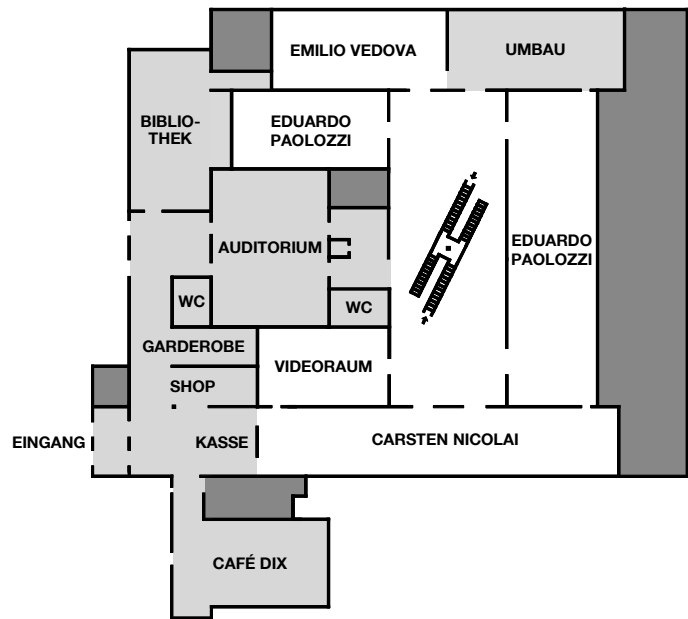 EMILIO VEDOVA
UMBAU
BIBLIO-
THEK
EDUARDO
PAOLOZZI
AUDITORIUM
EDUARDO
PAOLOZZI
WC
WC
GARDEROBE
VIDEORAUM
SHOP
EINGANG
KASSE
CARSTEN NICOLAI
CAFÉ DIX